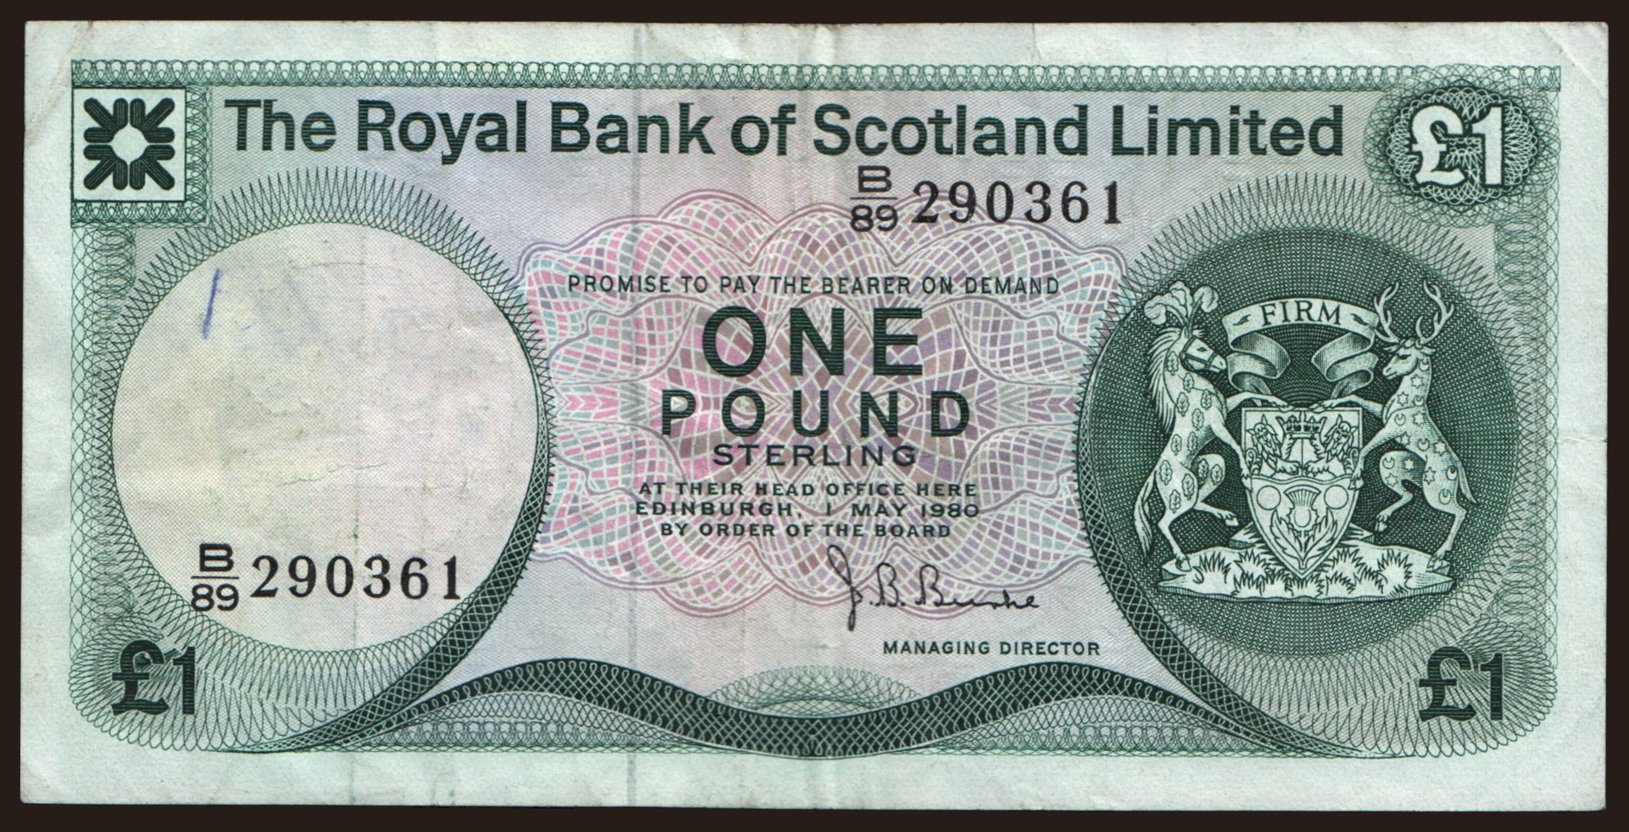 The Royal Bank of Scotland Limited
£1
B/89 290361
PROMISE TO PAY THE BEARER ON DEMAND
ONE
POUND
STERLING
AT THEIR HEAD OFFICE HERE
EDINBURGH, 1 MAY 1980
BY ORDER OF THE BOARD
FIRM
B/89 290361
J.B. Burke
MANAGING DIRECTOR
£1
£1